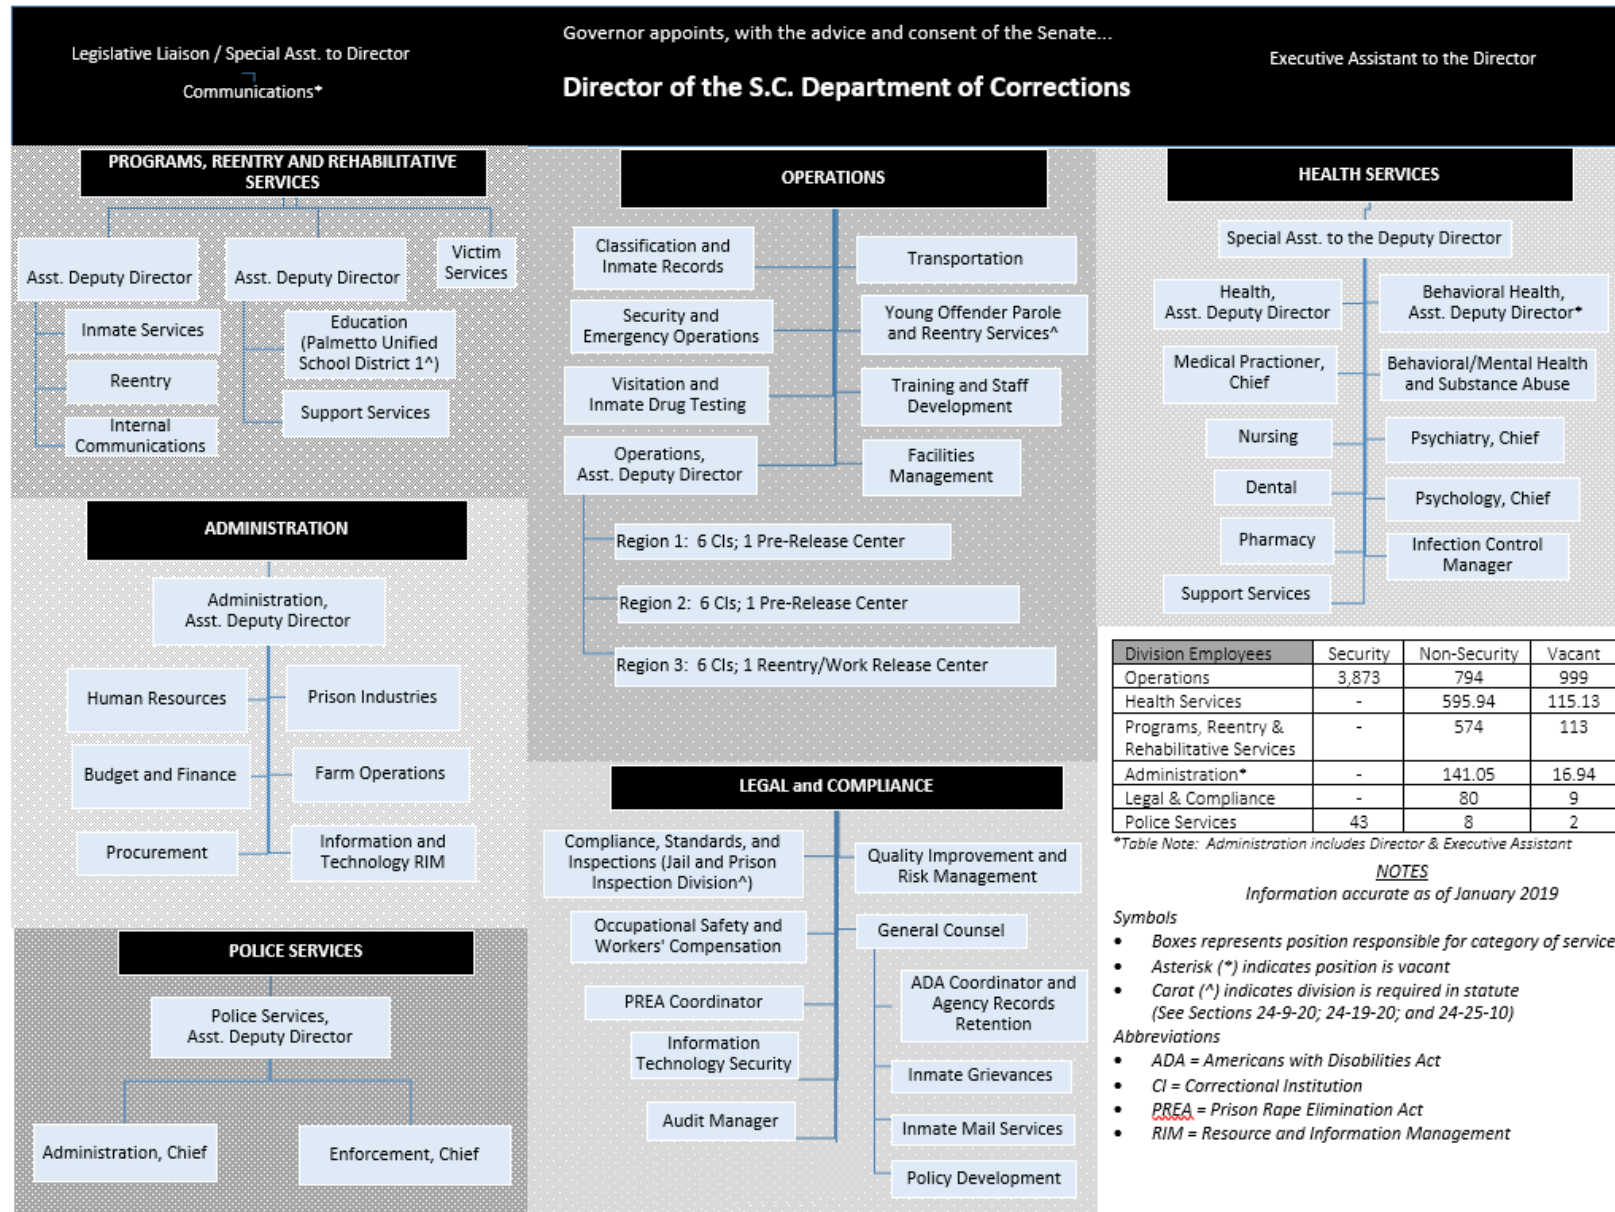 Legislative Liaison / Special Asst. to Director
Communications*
Governor appoints, with the advice and consent of the Senate...
Director of the S.C. Department of Corrections
Executive Assistant to the Director
PROGRAMS, REENTRY AND REHABILITATIVE
SERVICES
Asst. Deputy Director
Inmate Services
Reentry
Internal
Communications
Asst. Deputy Director
Education
(Palmetto Unified
School District 1^)
Support Services
Victim
Services
ADMINISTRATION
Administration,
Asst. Deputy Director
Human Resources
Prison Industries
Budget and Finance
Farm Operations
Procurement
Information and
Technology RIM
POLICE SERVICES
Police Services,
Asst. Deputy Director
Administration, Chief
Enforcement, Chief
OPERATIONS
Classification and
Inmate Records
Transportation
Security and
Emergency Operations
Young Offender Parole
and Reentry Services^
Visitation and
Inmate Drug Testing
Training and Staff
Development
Operations,
Asst. Deputy Director
Facilities
Management
Region 1:  6 CIs; 1 Pre-Release Center
Region 2:  6 CIs; 1 Pre-Release Center
Region 3:  6 CIs; 1 Reentry/Work Release Center
LEGAL and COMPLIANCE
Compliance, Standards, and
Inspections (Jail and Prison
Inspection Division^)
Quality Improvement and
Risk Management
Occupational Safety and
Workers' Compensation
General Counsel
PREA Coordinator
ADA Coordinator and
Agency Records
Retention
Information
Technology Security
Inmate Grievances
Audit Manager
Inmate Mail Services
Policy Development
HEALTH SERVICES
Special Asst. to the Deputy Director
Health,
Asst. Deputy Director
Behavioral Health,
Asst. Deputy Director*
Medical Practioner,
Chief
Behavioral/Mental Health
and Substance Abuse
Nursing
Psychiatry, Chief
Dental
Psychology, Chief
Pharmacy
Infection Control
Manager
Support Services
Division Employees Security Non-Security Vacant
Operations 3,873 794 999
Health Services - 595.94 115.13
Programs, Reentry &
Rehabilitative Services - 574 113
Administration* - 141.05 16.94
Legal & Compliance - 80 9
Police Services 43 8 2
*Table Note:  Administration includes Director & Executive Assistant
NOTES
Information accurate as of January 2019
Symbols
• Boxes represents position responsible for category of service
• Asterisk (*) indicates position is vacant
• Carat (^) indicates division is required in statute
(See Sections 24-9-20; 24-19-20; and 24-25-10)
Abbreviations
• ADA = Americans with Disabilities Act
• CI = Correctional Institution
• PREA = Prison Rape Elimination Act
• RIM = Resource and Information Management